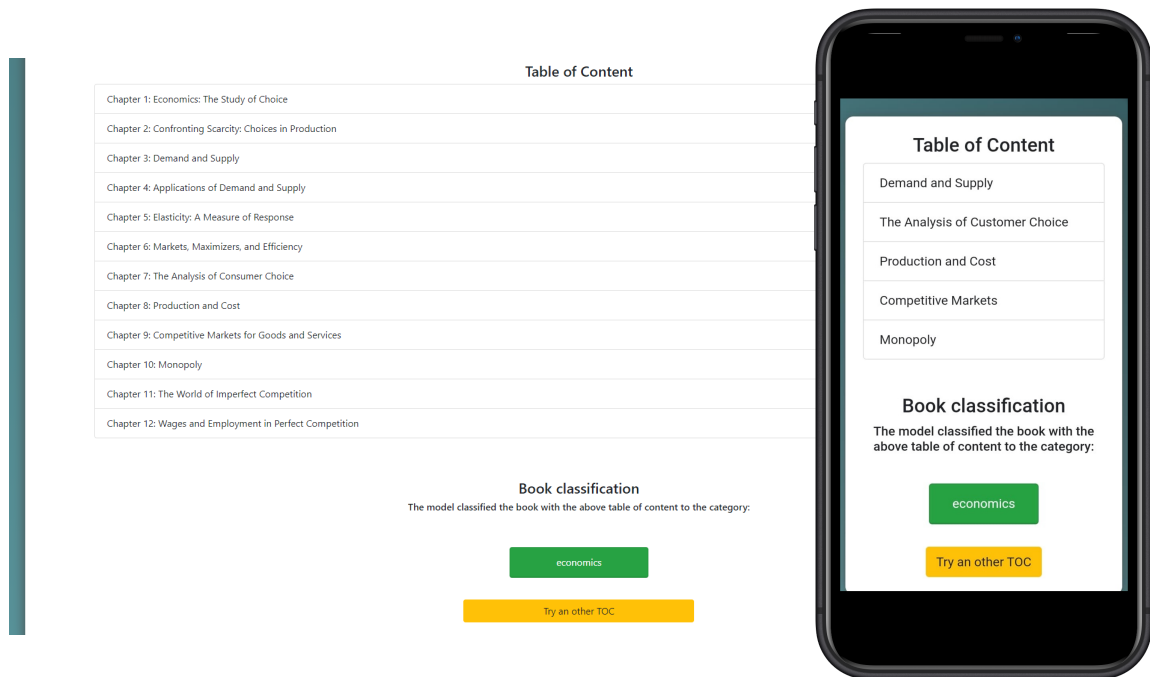 Table of Content
Chapter 1: Economics: The Study of Choice
Chapter 2: Confronting Scarcity: Choices in Production
Chapter 3: Demand and Supply
Chapter 4: Applications of Demand and Supply
Chapter 5: Elasticity: A Measure of Response
Chapter 6: Markets, Maximizers, and Efficiency
Chapter 7: The Analysis of Consumer Choice
Chapter 8: Production and Cost
Chapter 9: Competitive Markets for Goods and Services
Chapter 10: Monopoly
Chapter 11: The World of Imperfect Competition
Chapter 12: Wages and Employment in Perfect Competition
Book classification
The model classified the book with the above table of content to the category:
economics
Try an other TOC
Table of Content
Demand and Supply
The Analysis of Customer Choice
Production and Cost
Competitive Markets
Monopoly
Book classification
The model classified the book with the
above table of content to the category:
economics
Try an other TOC